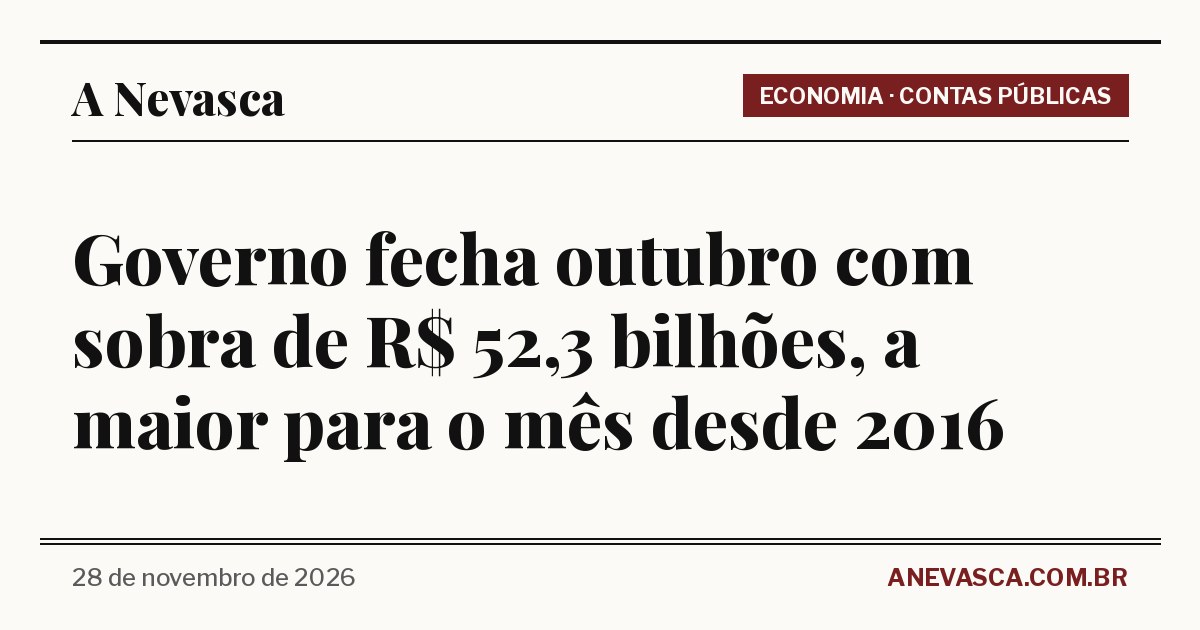 A Nevasca
ECONOMIA · CONTAS PÚBLICAS
Governo fecha outubro com
sobra de R$ 52,3 bilhões, a
maior para o mês desde 2016
28 de novembro de 2026
ANEVASCA.COM.BR